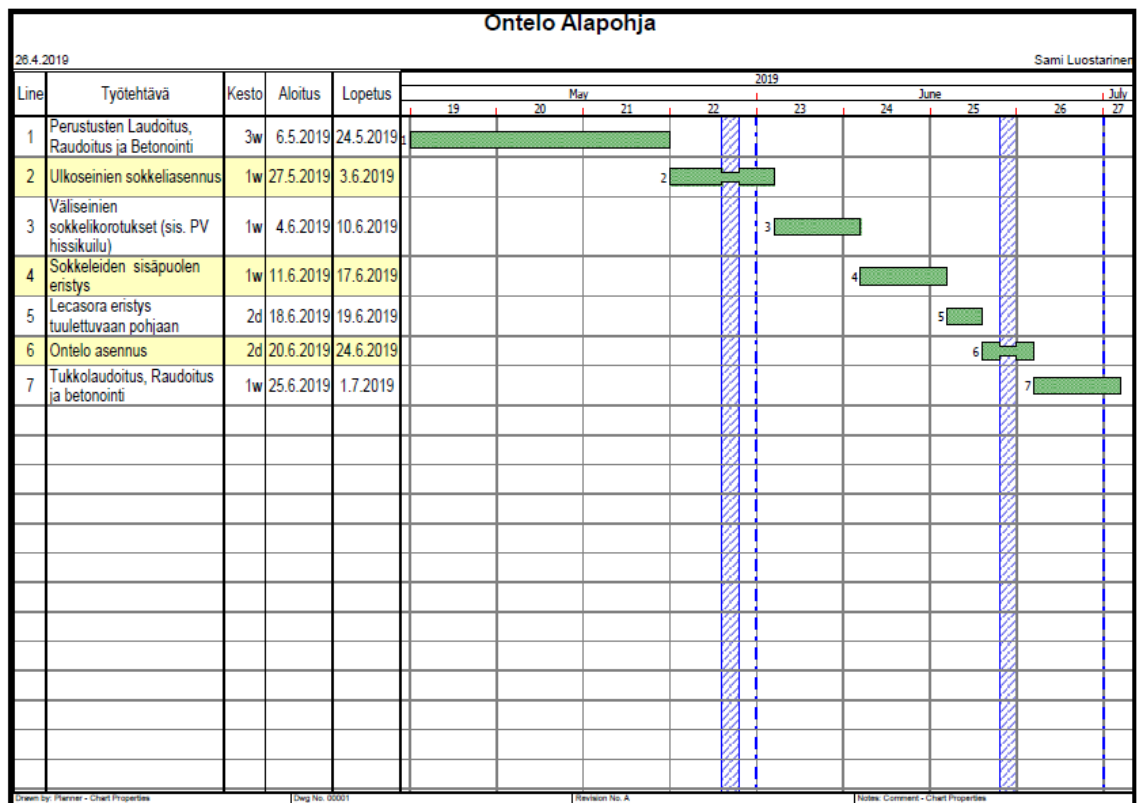 Ontelo Alapohja
26.4.2019 Sami Luostarinen
Line Työtehtävä Kesto Aloitus Lopetus
2019
May June July
19 20 21 22 23 24 25 26 27
1 Perustusten Laudoitus, Raudoitus ja Betonointi 3w 6.5.2019 24.5.2019 1
2 Ulkoseinien sokkeliasennus 1w 27.5.2019 3.6.2019 2
3 Väliseinien sokkelikorotukset (sis. PV hissikuilu) 1w 4.6.2019 10.6.2019 3
4 Sokkeleiden sisäpuolen eristys 1w 11.6.2019 17.6.2019 4
5 Lecasora eristys tuulettuvaan pohjaan 2d 18.6.2019 19.6.2019 5
6 Ontelo asennus 2d 20.6.2019 24.6.2019 6
7 Tukkolaudoitus, Raudoitus ja betonointi 1w 25.6.2019 1.7.2019 7
Drawn by: Planner - Chart Properties Dwg No. 00001 Revision No. A Notes: Comment - Chart Properties